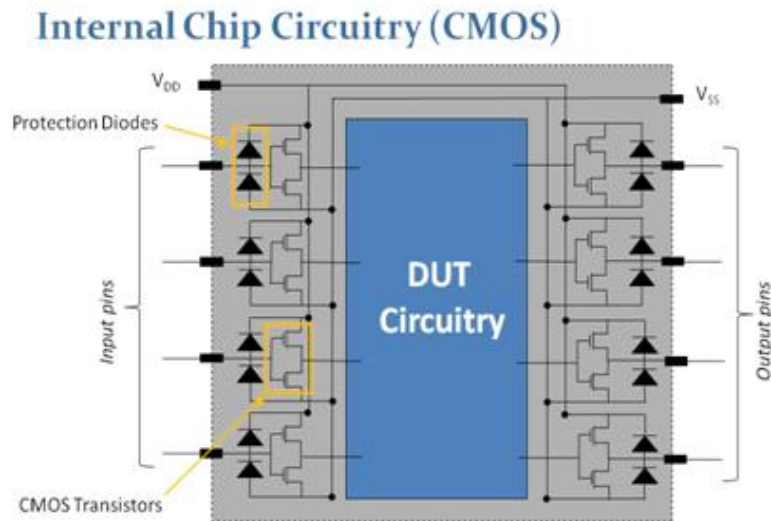 Internal Chip Circuitry (CMOS)
VDD
VSS
Protection Diodes
Input pins
DUT
Circuitry
Output pins
CMOS Transistors